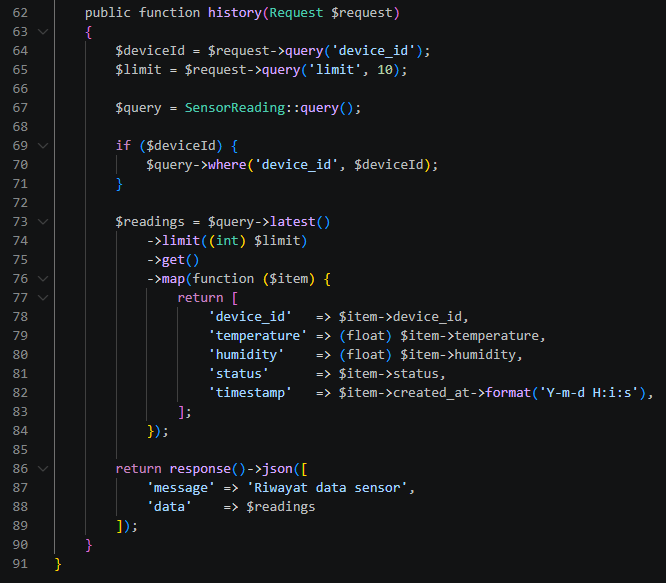 62    public function history(Request $request)
63    {
64        $deviceId = $request->query('device_id');
65        $limit = $request->query('limit', 10);
66
67        $query = SensorReading::query();
68
69        if ($deviceId) {
70            $query->where('device_id', $deviceId);
71        }
72
73        $readings = $query->latest()
74            ->limit((int) $limit)
75            ->get()
76            ->map(function ($item) {
77                return [
78                    'device_id'   => $item->device_id,
79                    'temperature' => (float) $item->temperature,
80                    'humidity'    => (float) $item->humidity,
81                    'status'      => $item->status,
82                    'timestamp'   => $item->created_at->format('Y-m-d H:i:s'),
83                ];
84            });
85
86        return response()->json([
87            'message' => 'Riwayat data sensor',
88            'data'    => $readings
89        ]);
90    }
91 }